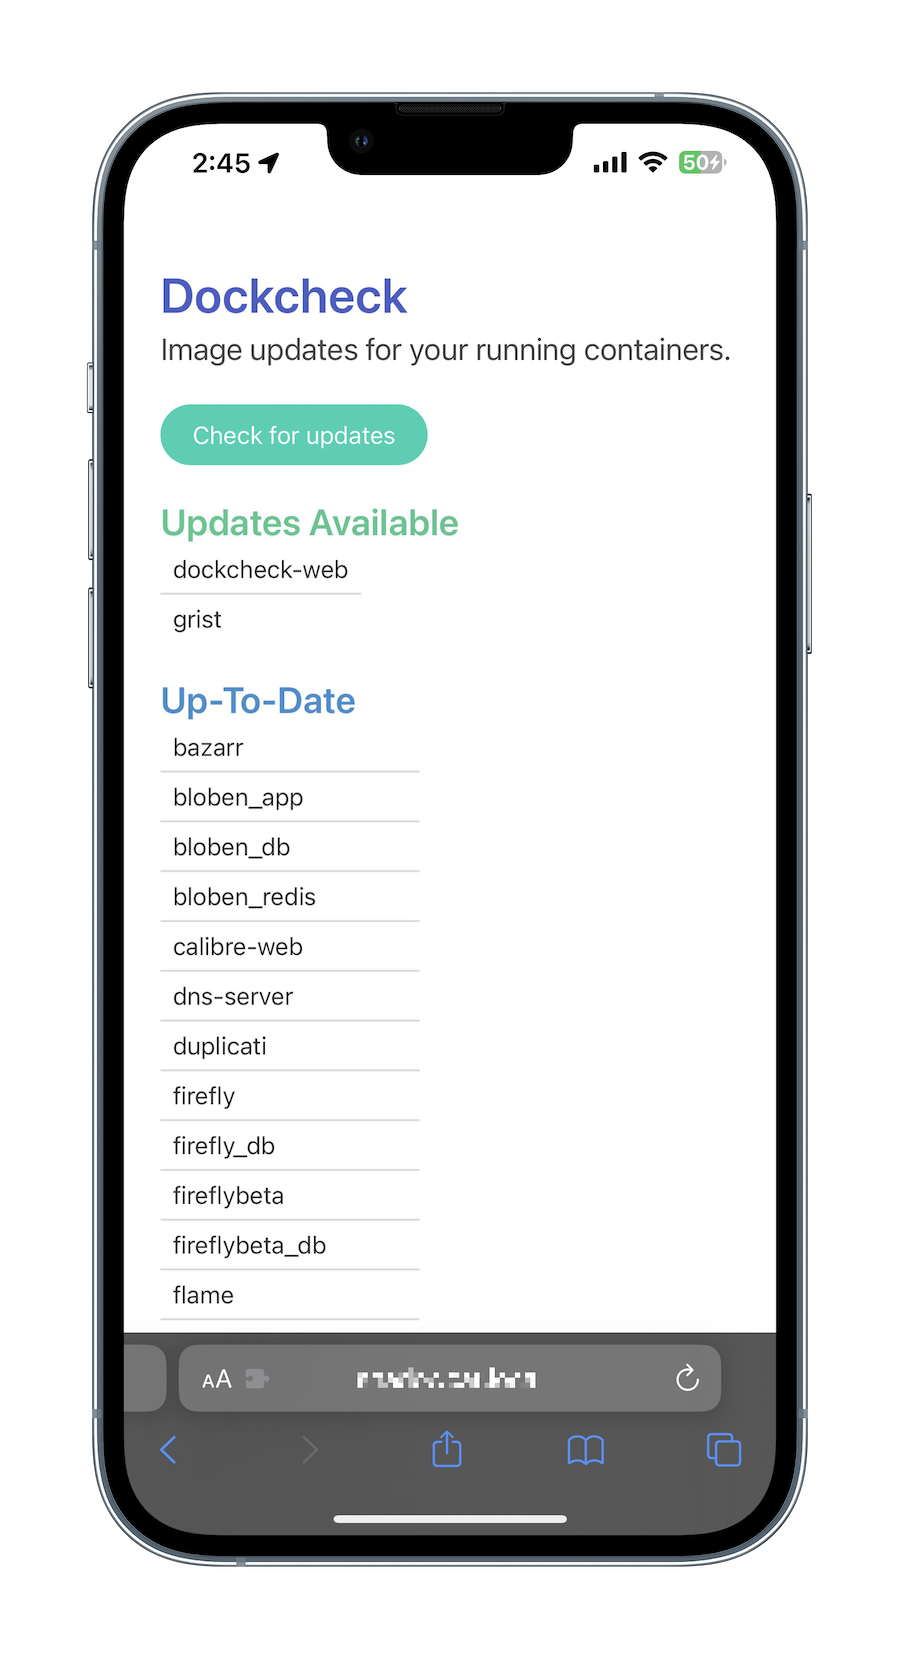 2:45
50
Dockcheck
Image updates for your running containers.
Check for updates
Updates Available
dockcheck-web
grist
Up-To-Date
bazarr
bloben_app
bloben_db
bloben_redis
calibre-web
dns-server
duplicati
firefly
firefly_db
fireflybeta
fireflybeta_db
flame
AA